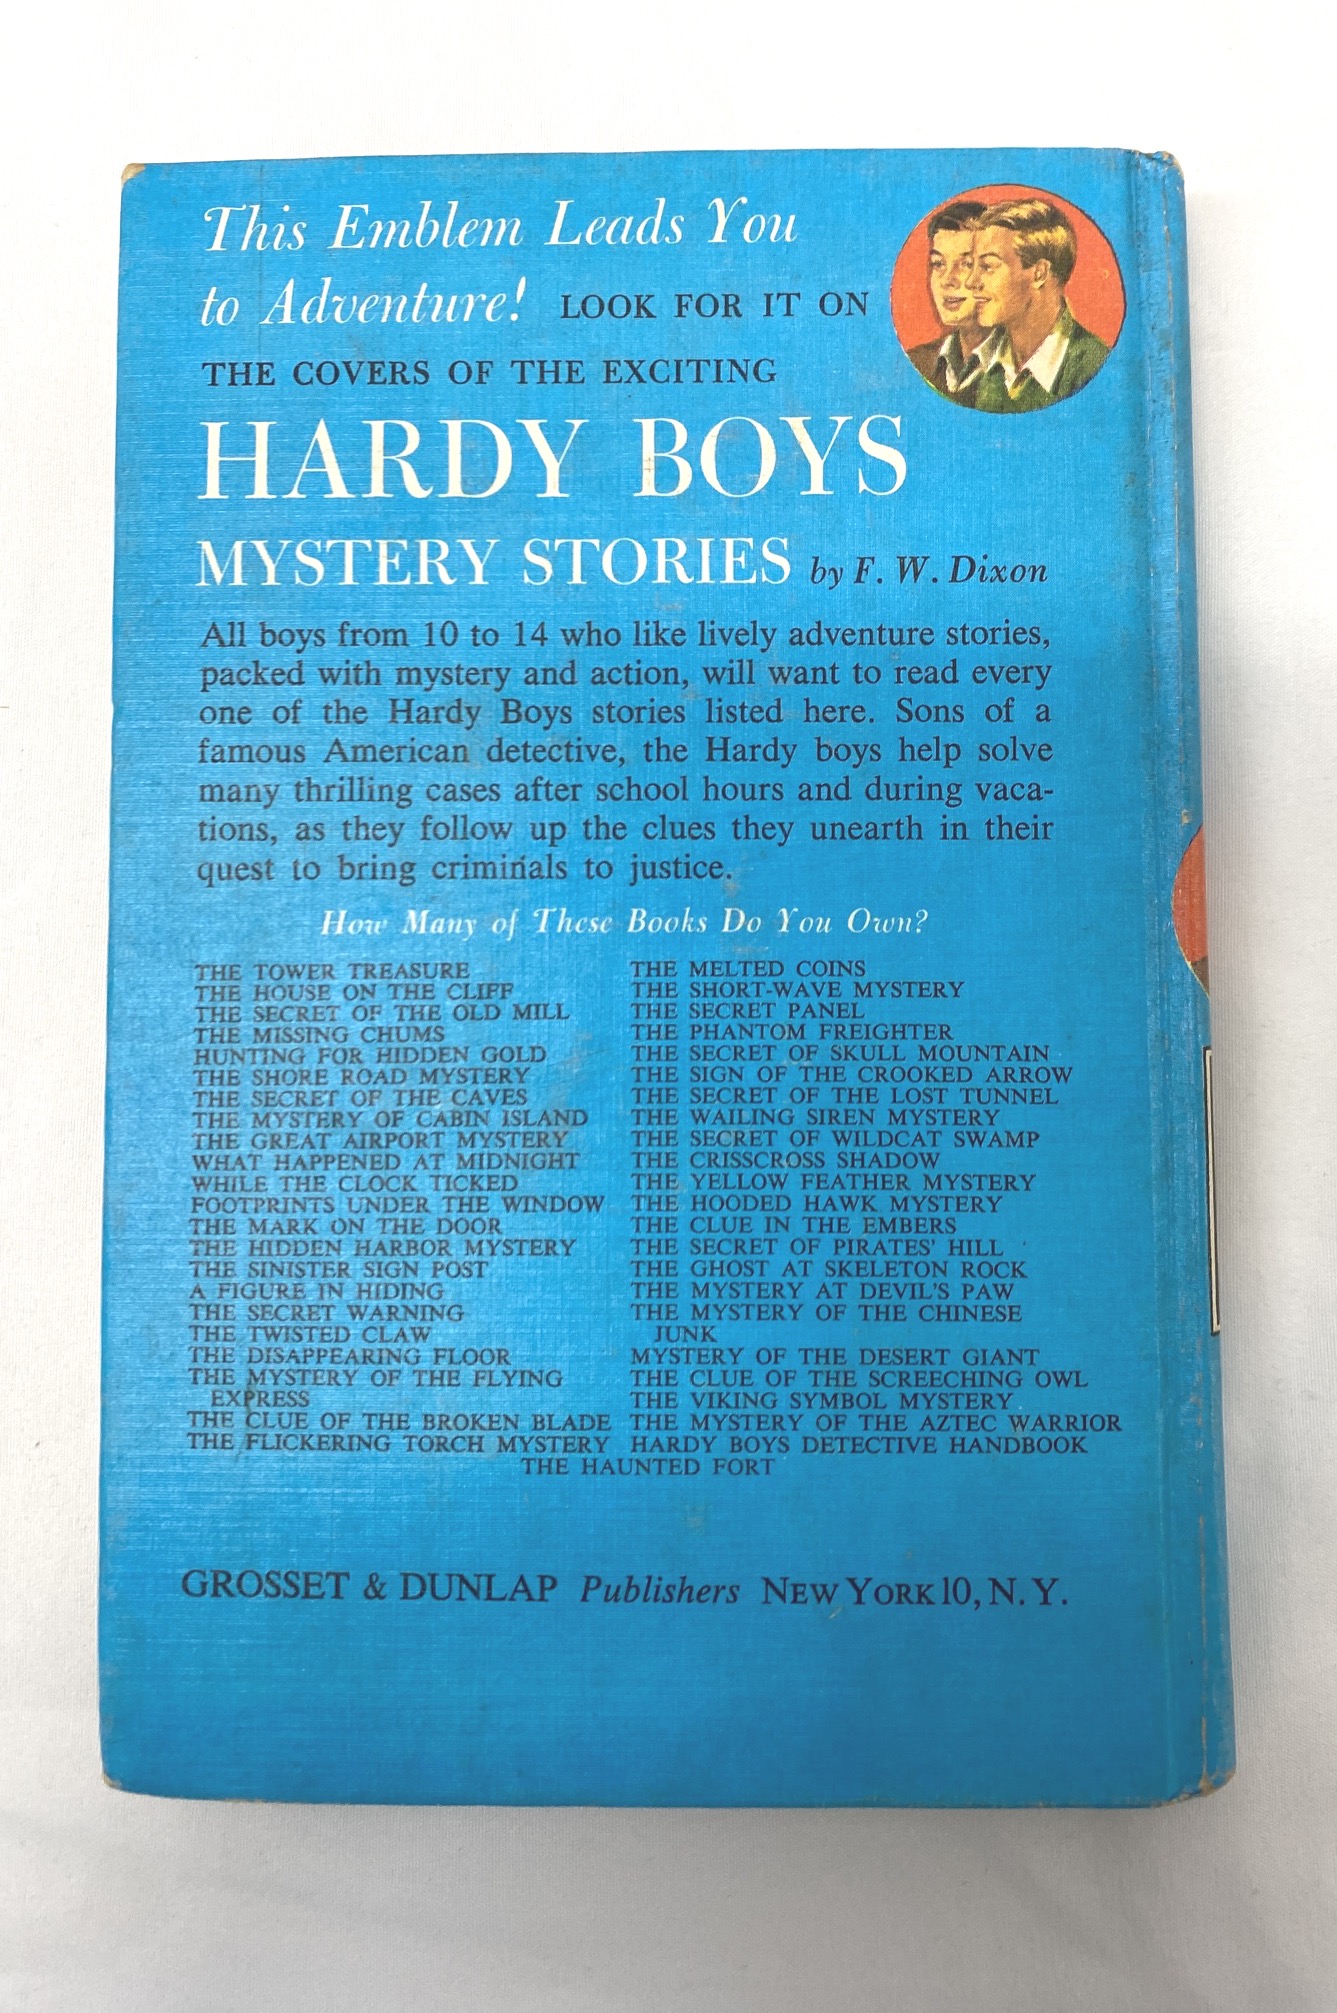 This Emblem Leads You
to Adventure! LOOK FOR IT ON
THE COVERS OF THE EXCITING
HARDY BOYS
MYSTERY STORIES by F. W. Dixon
All boys from 10 to 14 who like lively adventure stories,
packed with mystery and action, will want to read every
one of the Hardy Boys stories listed here. Sons of a
famous American detective, the Hardy boys help solve
many thrilling cases after school hours and during vaca-
tions, as they follow up the clues they unearth in their
quest to bring criminals to justice.
How Many of These Books Do You Own?
THE TOWER TREASURE
THE HOUSE ON THE CLIFF
THE SECRET OF THE OLD MILL
THE MISSING CHUMS
HUNTING FOR HIDDEN GOLD
THE SHORE ROAD MYSTERY
THE SECRET OF THE CAVES
THE MYSTERY OF CABIN ISLAND
THE GREAT AIRPORT MYSTERY
WHAT HAPPENED AT MIDNIGHT
WHILE THE CLOCK TICKED
FOOTPRINTS UNDER THE WINDOW
THE MARK ON THE DOOR
THE HIDDEN HARBOR MYSTERY
THE SINISTER SIGN POST
A FIGURE IN HIDING
THE SECRET WARNING
THE TWISTED CLAW
THE DISAPPEARING FLOOR
THE MYSTERY OF THE FLYING
EXPRESS
THE CLUE OF THE BROKEN BLADE
THE FLICKERING TORCH MYSTERY
THE MELTED COINS
THE SHORT-WAVE MYSTERY
THE SECRET PANEL
THE PHANTOM FREIGHTER
THE SECRET OF SKULL MOUNTAIN
THE SIGN OF THE CROOKED ARROW
THE SECRET OF THE LOST TUNNEL
THE WAILING SIREN MYSTERY
THE SECRET OF WILDCAT SWAMP
THE CRISSCROSS SHADOW
THE YELLOW FEATHER MYSTERY
THE HOODED HAWK MYSTERY
THE CLUE IN THE EMBERS
THE SECRET OF PIRATES' HILL
THE GHOST AT SKELETON ROCK
THE MYSTERY AT DEVIL'S PAW
THE MYSTERY OF THE CHINESE
JUNK
MYSTERY OF THE DESERT GIANT
THE CLUE OF THE SCREECHING OWL
THE VIKING SYMBOL MYSTERY
THE MYSTERY OF THE AZTEC WARRIOR
HARDY BOYS DETECTIVE HANDBOOK
THE HAUNTED FORT
GROSSET & DUNLAP Publishers NEW YORK 10, N. Y.